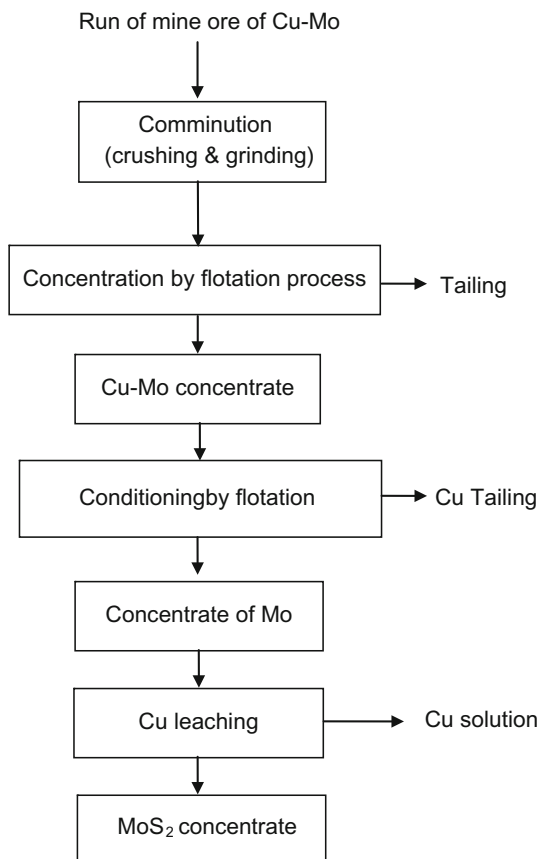 Run of mine ore of Cu-Mo
Comminution
(crushing & grinding)
Concentration by flotation process
Tailing
Cu-Mo concentrate
Conditioningby flotation
Cu Tailing
Concentrate of Mo
Cu leaching
Cu solution
MoS₂ concentrate